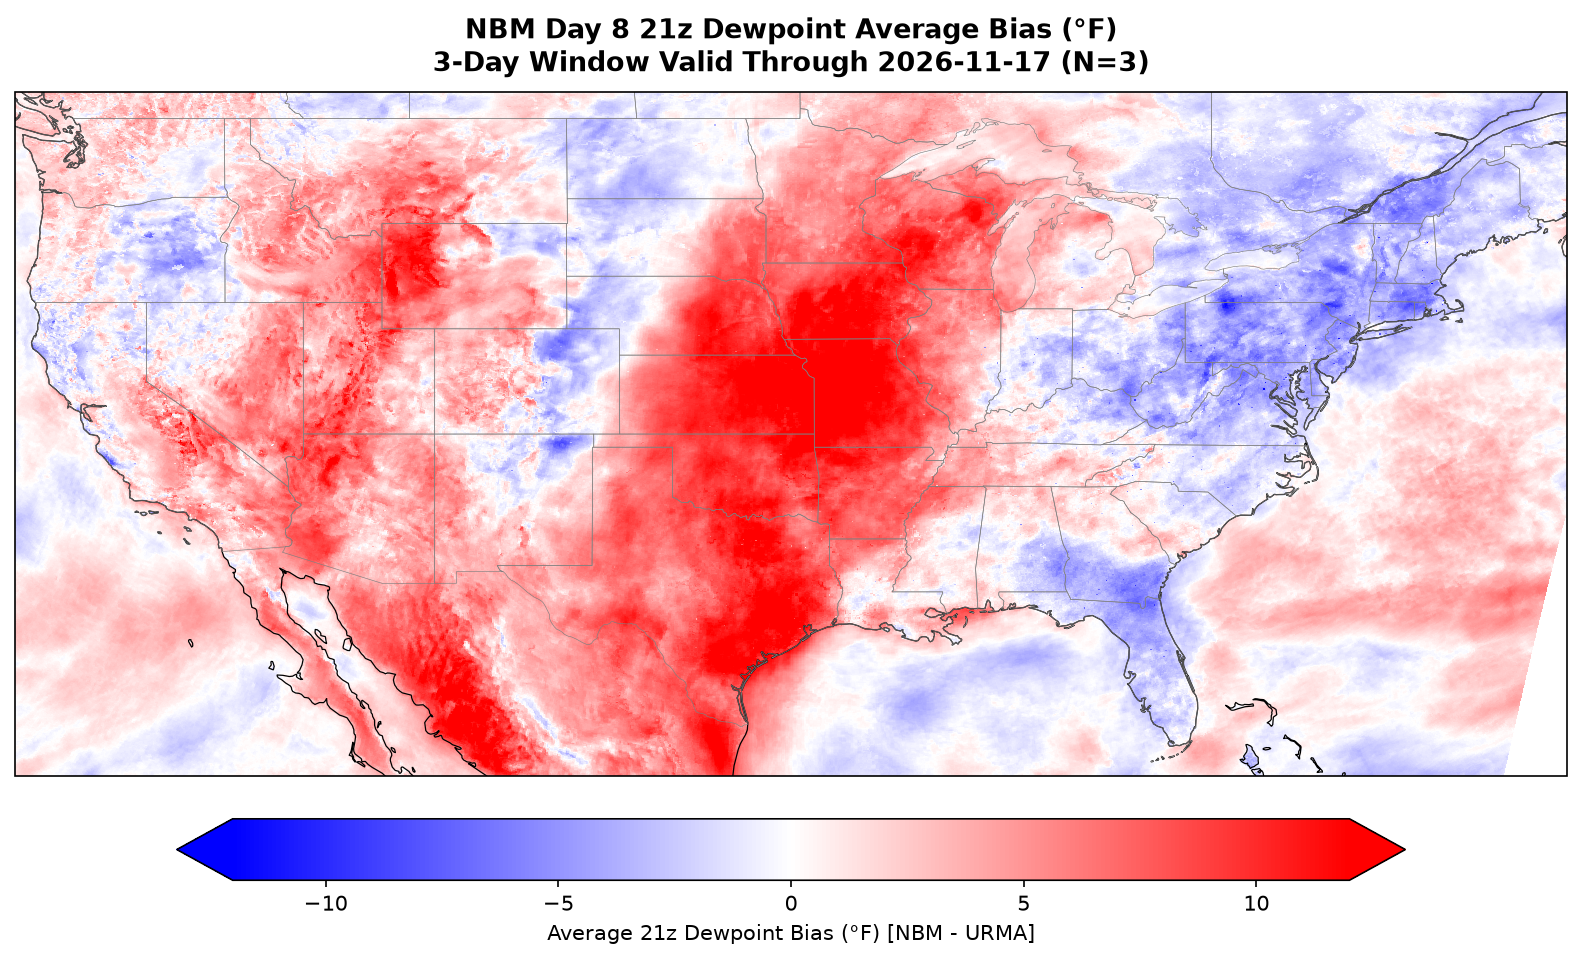 NBM Day 8 21z Dewpoint Average Bias (°F)
3-Day Window Valid Through 2026-11-17 (N=3)
−10 −5 0 5 10
Average 21z Dewpoint Bias (°F) [NBM - URMA]